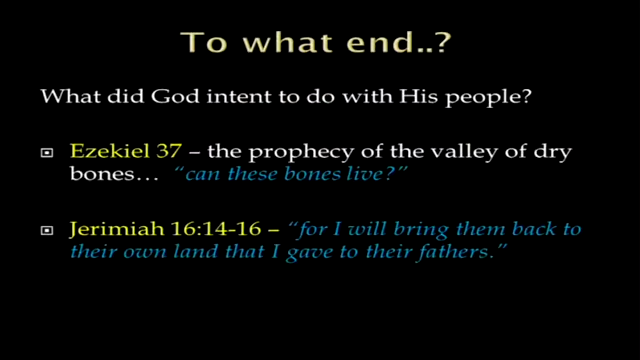 To what end..?
What did God intent to do with His people?
Ezekiel 37 – the prophecy of the valley of dry
bones… “can these bones live?”
Jerimiah 16:14-16 – “for I will bring them back to
their own land that I gave to their fathers.”